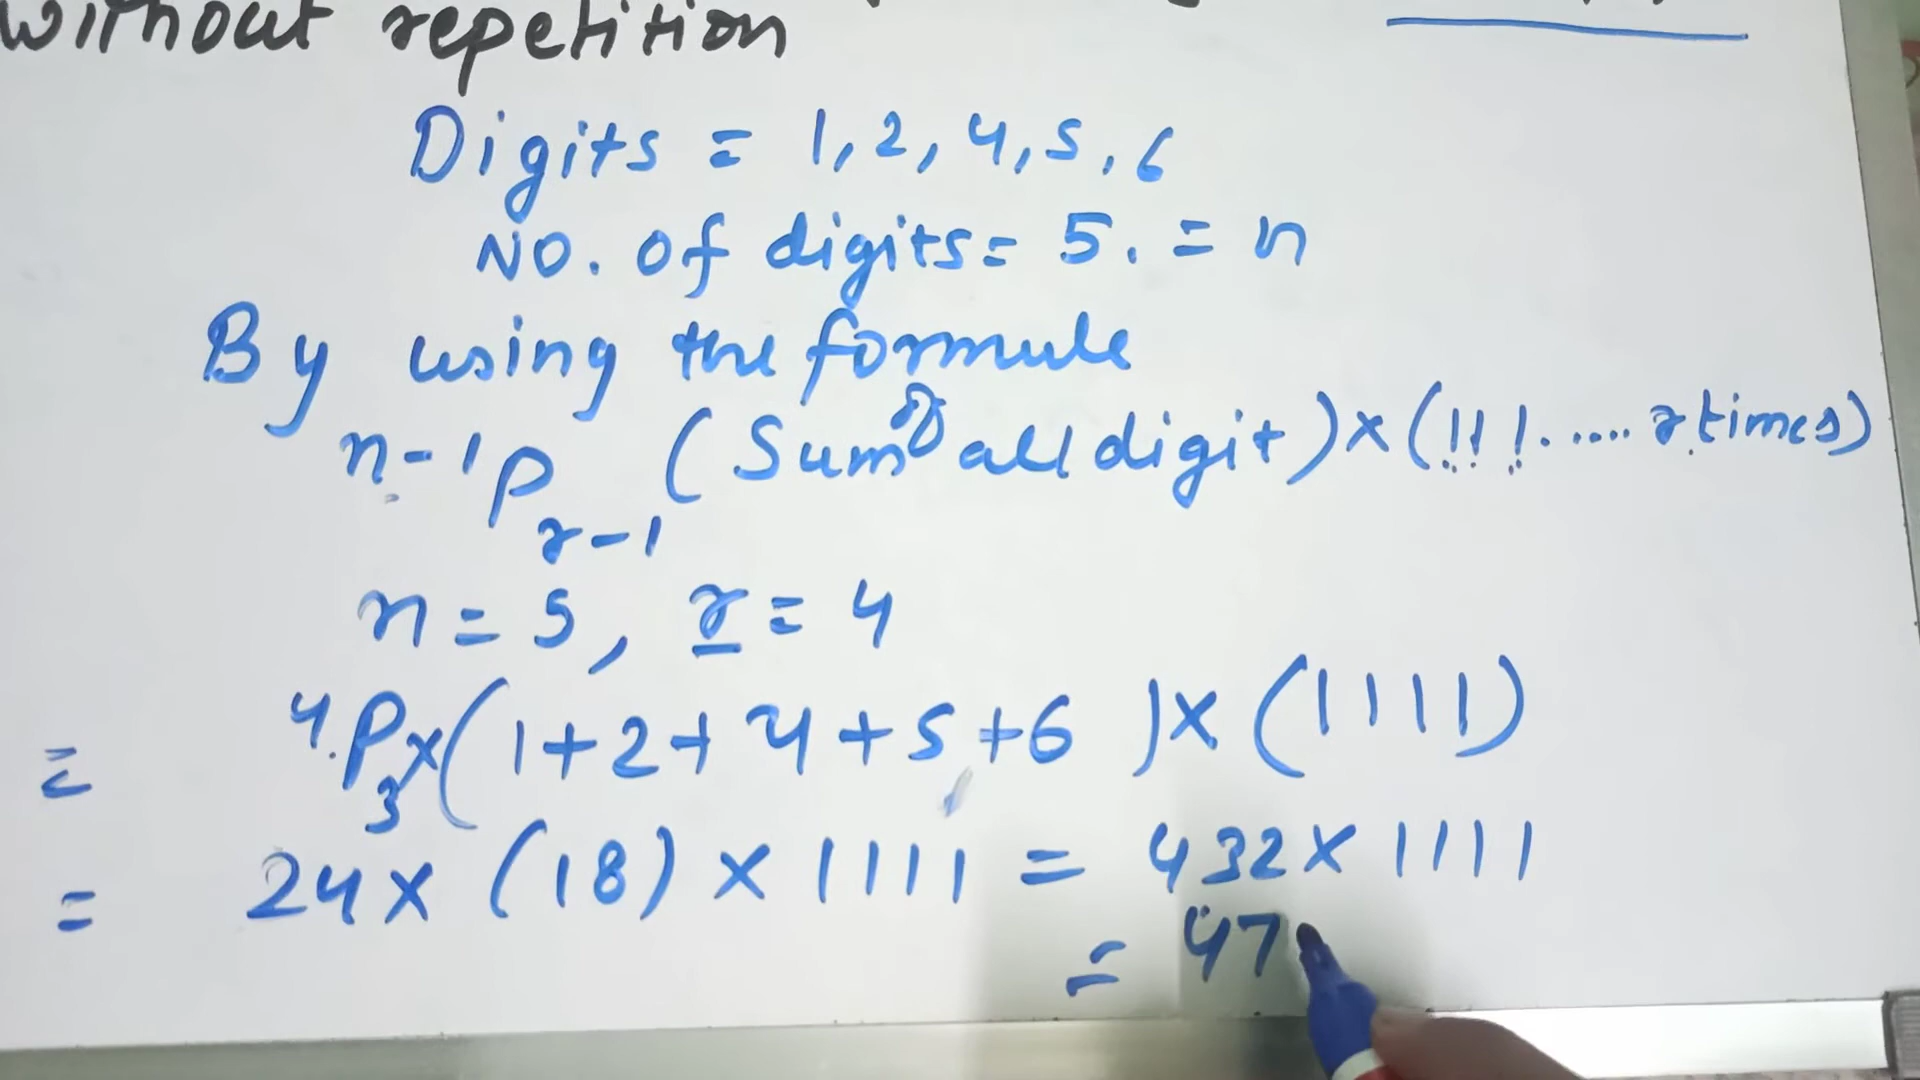 without repetition
Digits = 1, 2, 4, 5, 6
No. of digits = 5. = n
By using the formule
n-1 P r-1 (Sum of all digit) x (111...... r times)
n = 5, r = 4
= 4P3 x (1+2+4+5+6) x (1111)
= 24 x (18) x 1111 = 432 x 1111
= 47